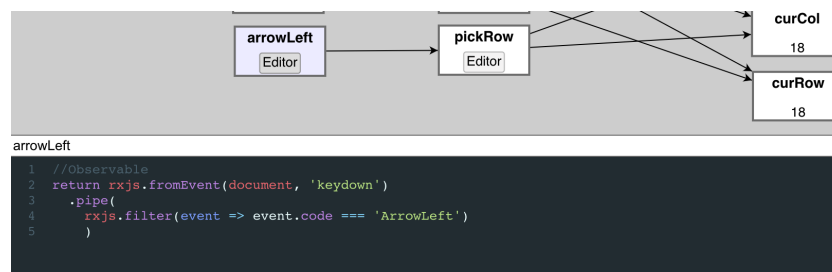 arrowLeft
Editor
pickRow
Editor
curCol
18
curRow
18
arrowLeft
1 //Observable
2 return rxjs.fromEvent(document, 'keydown')
3 .pipe(
4 rxjs.filter(event => event.code === 'ArrowLeft')
5 )